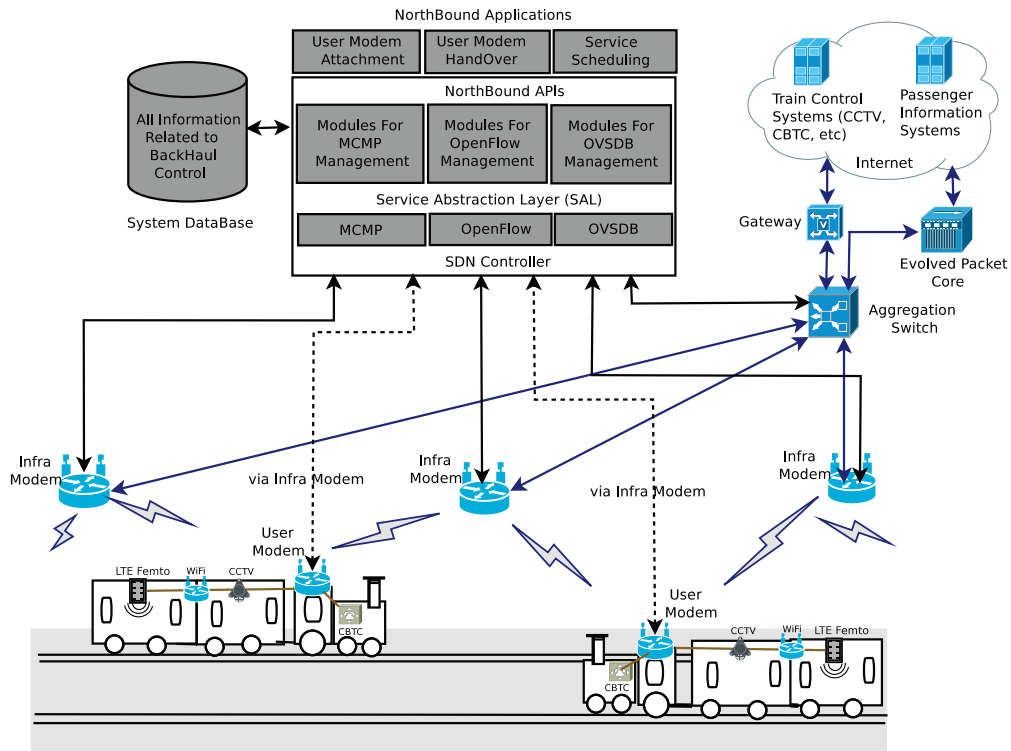 NorthBound Applications
User Modem
Attachment
User Modem
HandOver
Service
Scheduling
NorthBound APIs
Modules For
MCMP
Management
Modules For
OpenFlow
Management
Modules For
OVSDB
Management
Service Abstraction Layer (SAL)
MCMP
OpenFlow
OVSDB
SDN Controller
All Information
Related to
BackHaul
Control
System DataBase
Train Control
Systems (CCTV,
CBTC, etc)
Passenger
Information
Systems
Internet
Gateway
V
Evolved Packet
Core
Aggregation
Switch
Infra
Modem
via Infra Modem
Infra
Modem
via Infra Modem
Infra
Modem
User
Modem
LTE Femto
WiFi
CCTV
CBTC
User
Modem
CCTV
WiFi
LTE Femto
CBTC